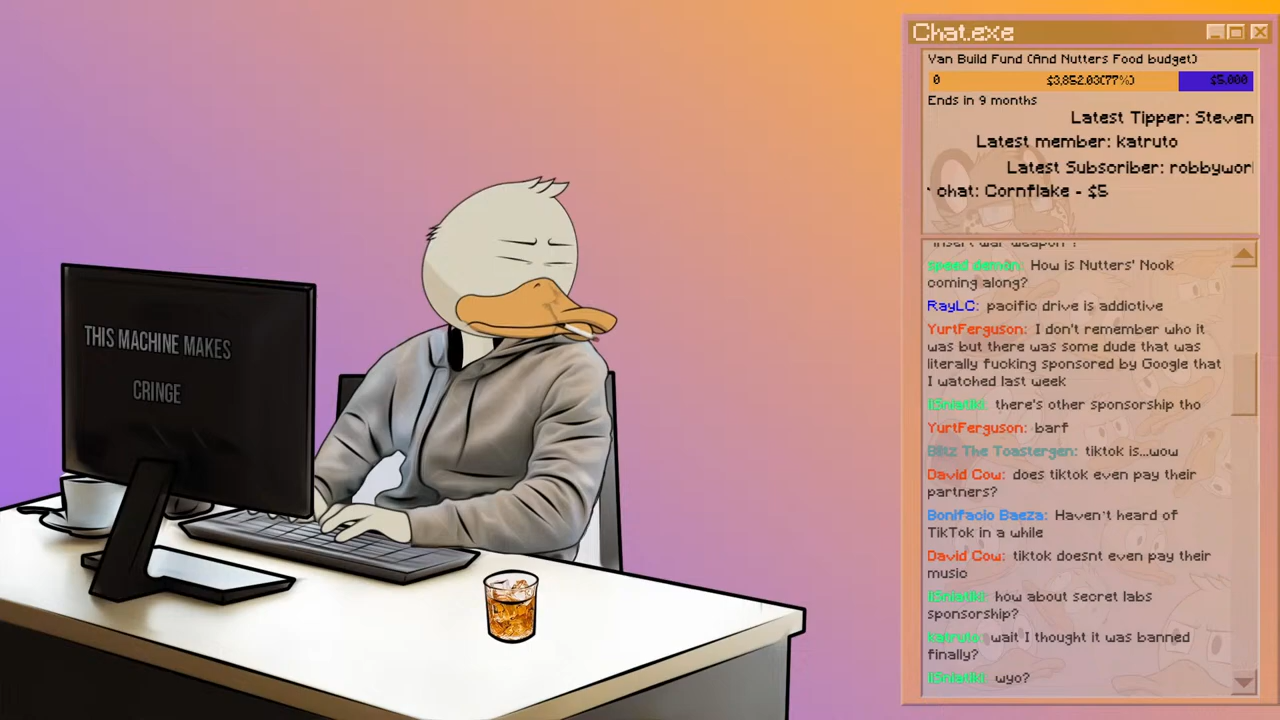 Chat.exe
Van Build Fund (And Nutters Food budget)
0 $3,852.03(77%) $5,000
Ends in 9 months
Latest Tipper: Steven
Latest member: katruto
Latest Subscriber: robbywor
chat: Cornflake - $5
THIS MACHINE MAKES
CRINGE
insert war weapon ?
speed demon: How is Nutters' Nook
coming along?
RayLC: pacific drive is addictive
YurtFerguson: I don't remember who it
was but there was some dude that was
literally fucking sponsored by Google that
I watched last week
there's other sponsorship tho
YurtFerguson: barf
Blitz The Toastergen: tiktok is...wow
David Cow: does tiktok even pay their
partners?
Bonifacio Baeza: Haven't heard of
TikTok in a while
David Cow: tiktok doesnt even pay their
music
how about secret labs
sponsorship?
katruto: wait I thought it was banned
finally?
wyo?